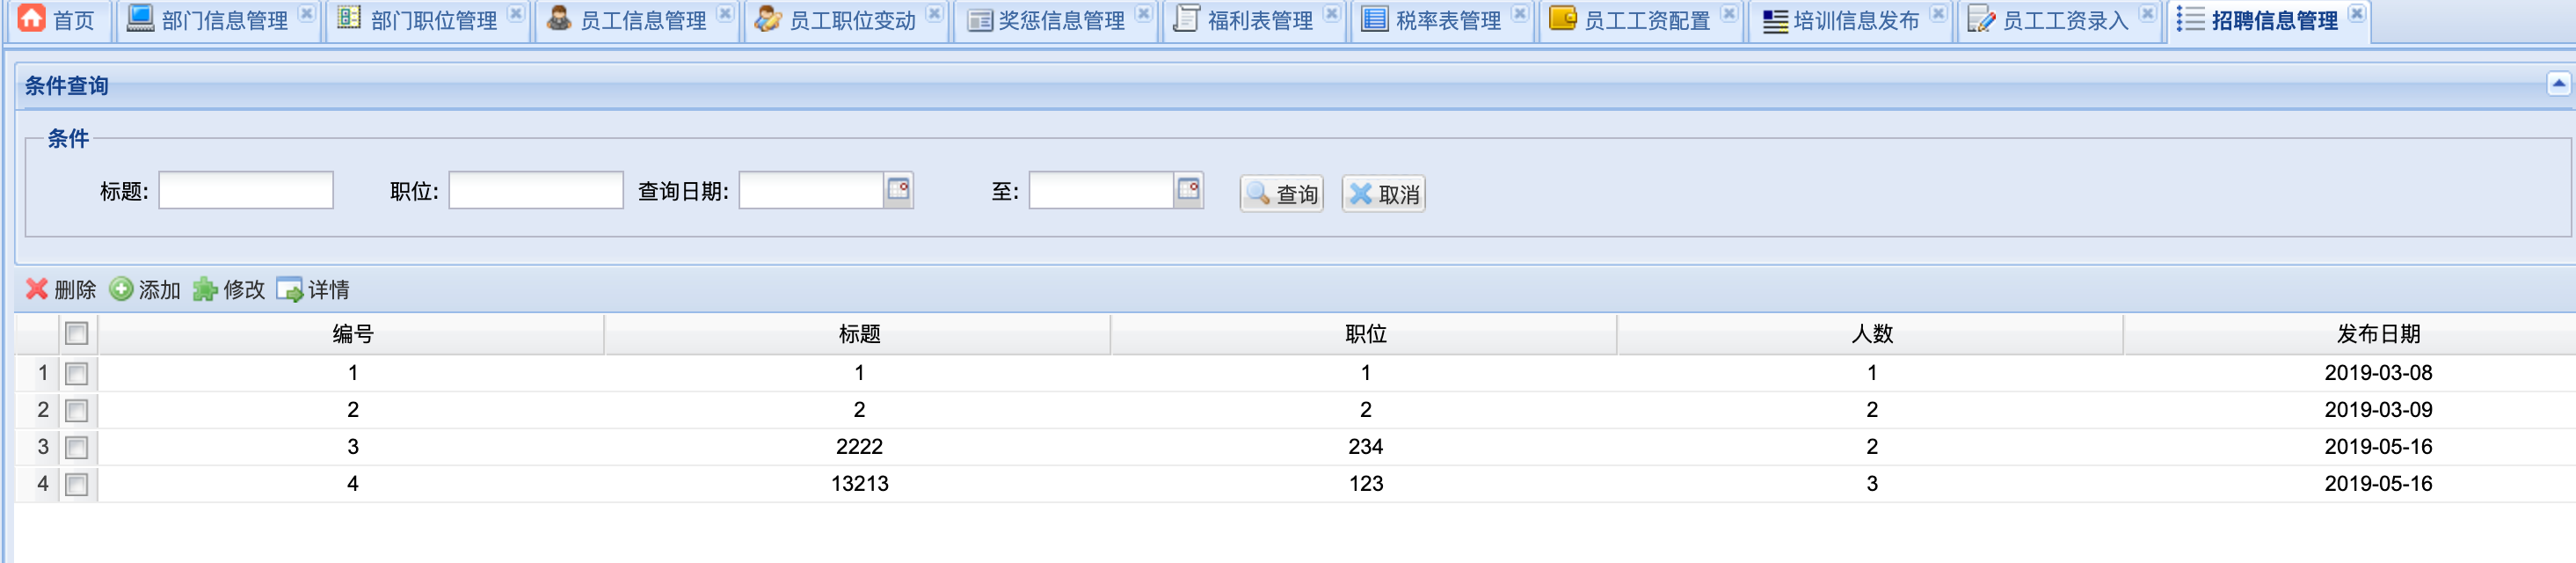 首页 部门信息管理 部门职位管理 员工信息管理 员工职位变动 奖惩信息管理 福利表管理 税率表管理 员工工资配置 培训信息发布 员工工资录入 招聘信息管理
条件查询
条件
标题: 职位: 查询日期: 至: 查询 取消
删除 添加 修改 详情
编号 标题 职位 人数 发布日期
1 1 1 1 1 2019-03-08
2 2 2 2 2 2019-03-09
3 3 2222 234 2 2019-05-16
4 4 13213 123 3 2019-05-16